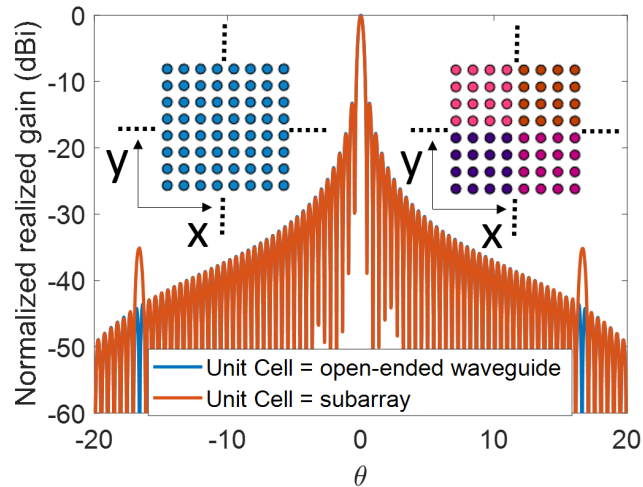 Normalized realized gain (dBi)
0
-10
-20
-30
-40
-50
-60
y
x
y
x
Unit Cell = open-ended waveguide
Unit Cell = subarray
-20
-10
0
10
20
θ